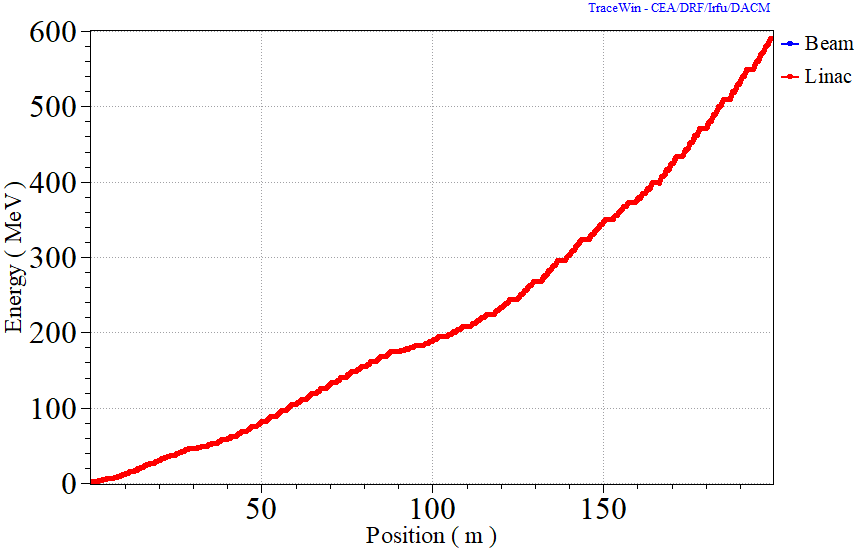 TraceWin - CEA/DRF/Irfu/DACM
Beam
Linac
600
500
400
300
200
100
0
Energy ( MeV )
50 100 150
Position ( m )